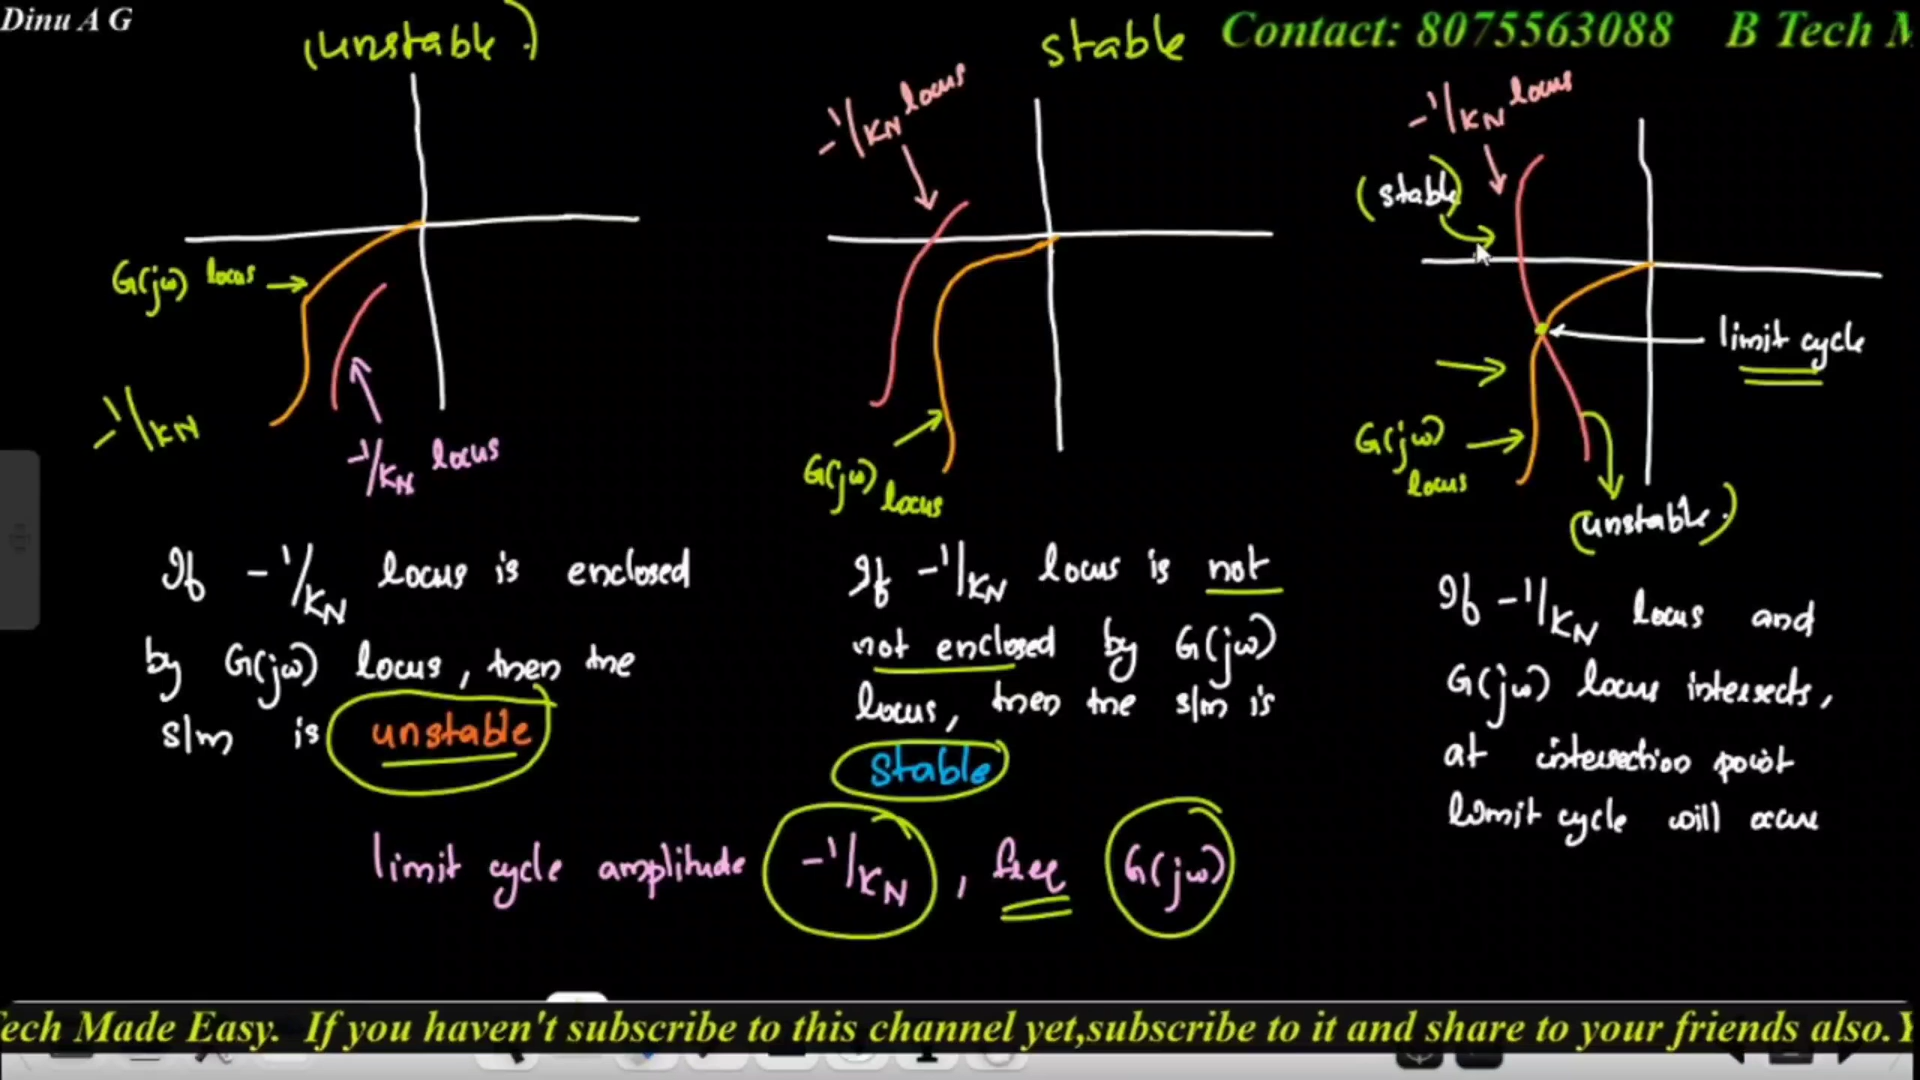 Dinu A G
Contact: 8075563088 B Tech M
(unstable.)
G(jω) locus
-1/KN
-1/KN locus
If -1/KN locus is enclosed
by G(jω) locus, then the
s/m is unstable
stable
-1/KN locus
G(jω) locus
If -1/KN locus is not
not enclosed by G(jω)
locus, then the s/m is
stable
-1/KN locus
(stable)
limit cycle
G(jω)
locus
(unstable.)
If -1/KN locus and
G(jω) locus intersects,
at intersection point
limit cycle will occur
limit cycle amplitude -1/KN, freq G(jω)
Tech Made Easy. If you haven't subscribe to this channel yet,subscribe to it and share to your friends also.Y